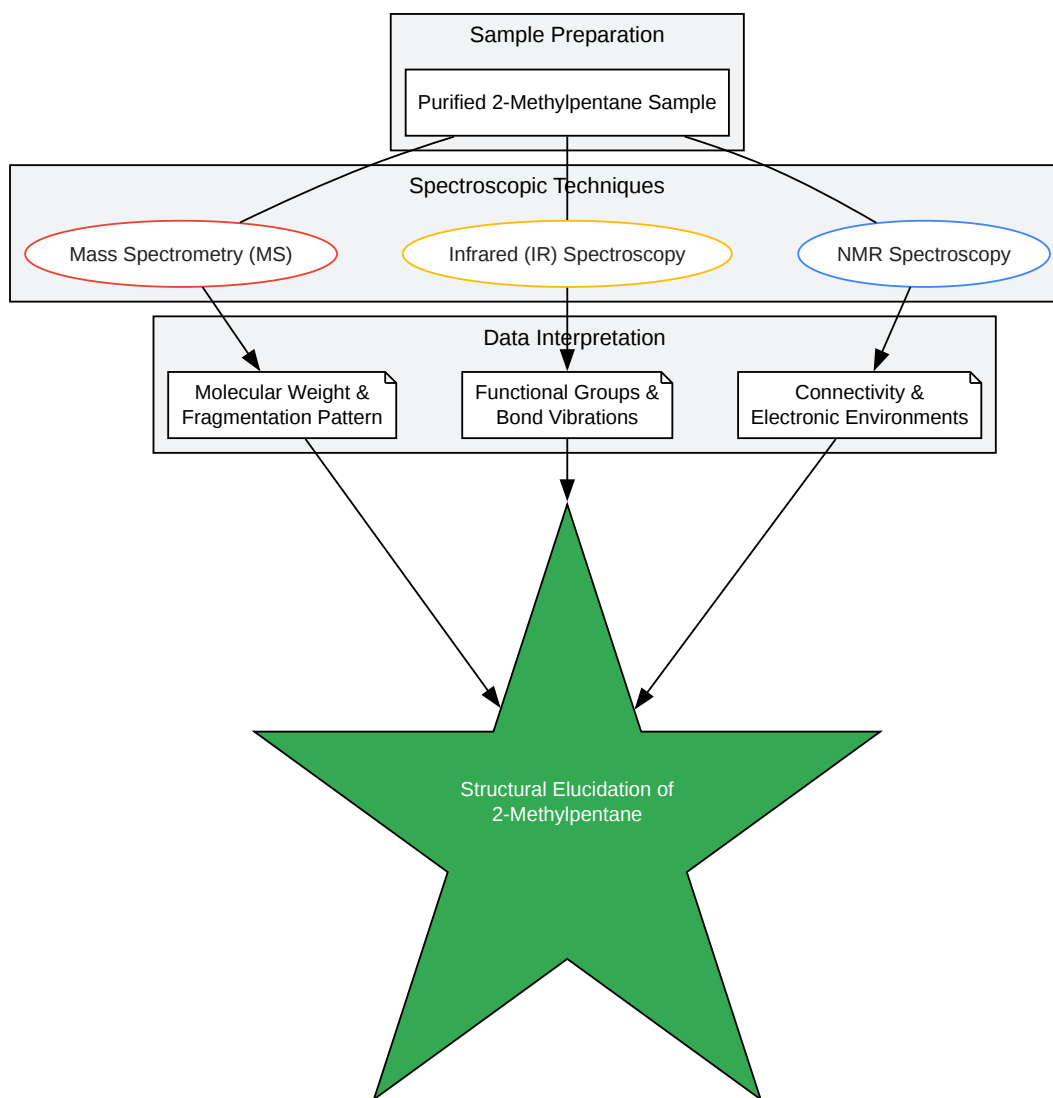 Sample Preparation
Purified 2-Methylpentane Sample
Spectroscopic Techniques
Mass Spectrometry (MS)
Infrared (IR) Spectroscopy
NMR Spectroscopy
Data Interpretation
Molecular Weight &
Fragmentation Pattern
Functional Groups &
Bond Vibrations
Connectivity &
Electronic Environments
Structural Elucidation of
2-Methylpentane